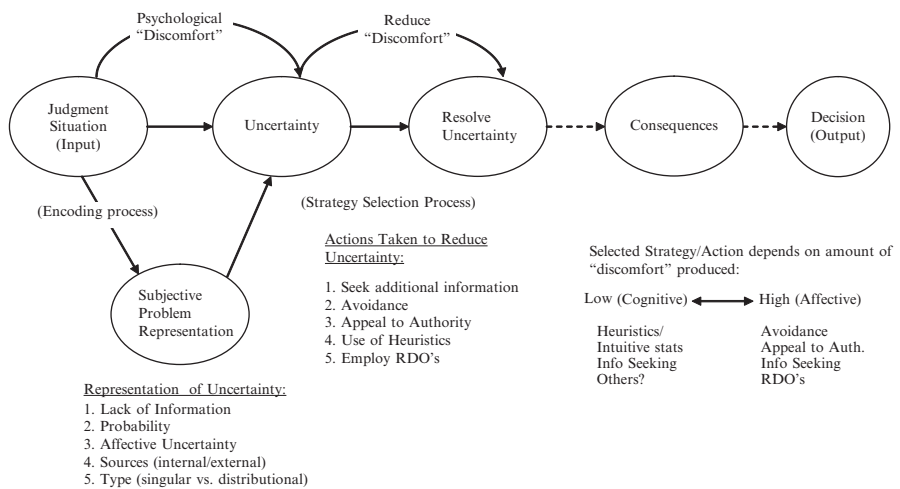 Psychological
“Discomfort”
Reduce
“Discomfort”
Judgment
Situation
(Input)
Uncertainty
Resolve
Uncertainty
Consequences
Decision
(Output)
(Encoding process)
(Strategy Selection Process)
Subjective
Problem
Representation
Actions Taken to Reduce
Uncertainty:
1. Seek additional information
2. Avoidance
3. Appeal to Authority
4. Use of Heuristics
5. Employ RDO's
Selected Strategy/Action depends on amount of
“discomfort” produced:
Low (Cognitive)
High (Affective)
Heuristics/
Intuitive stats
Info Seeking
Others?
Avoidance
Appeal to Auth.
Info Seeking
RDO's
Representation of Uncertainty:
1. Lack of Information
2. Probability
3. Affective Uncertainty
4. Sources (internal/external)
5. Type (singular vs. distributional)